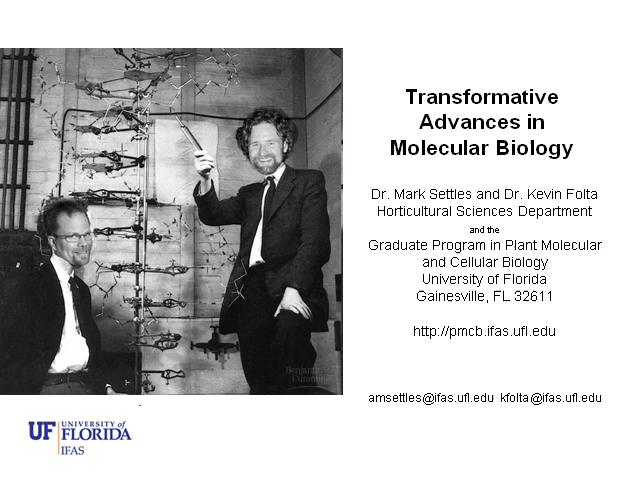 Transformative
Advances in
Molecular Biology
Dr. Mark Settles and Dr. Kevin Folta
Horticultural Sciences Department
and the
Graduate Program in Plant Molecular
and Cellular Biology
University of Florida
Gainesville, FL 32611
http://pmcb.ifas.ufl.edu
amsettles@ifas.ufl.edu kfolta@ifas.ufl.edu
UF UNIVERSITY of
FLORIDA
IFAS